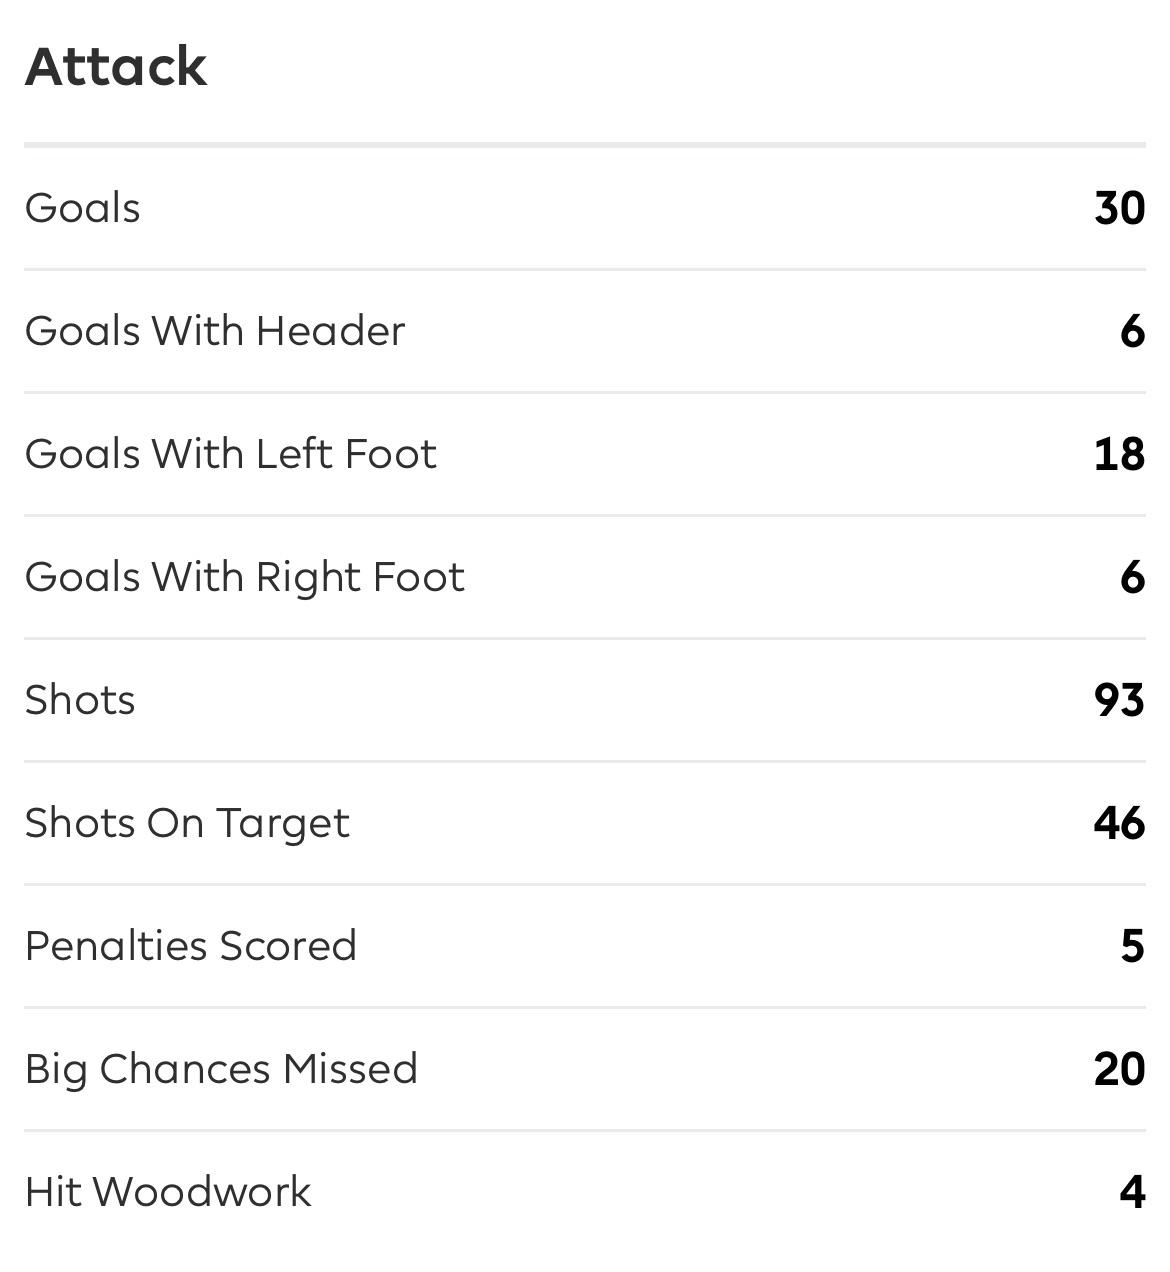 Attack
Goals 30
Goals With Header 6
Goals With Left Foot 18
Goals With Right Foot 6
Shots 93
Shots On Target 46
Penalties Scored 5
Big Chances Missed 20
Hit Woodwork 4